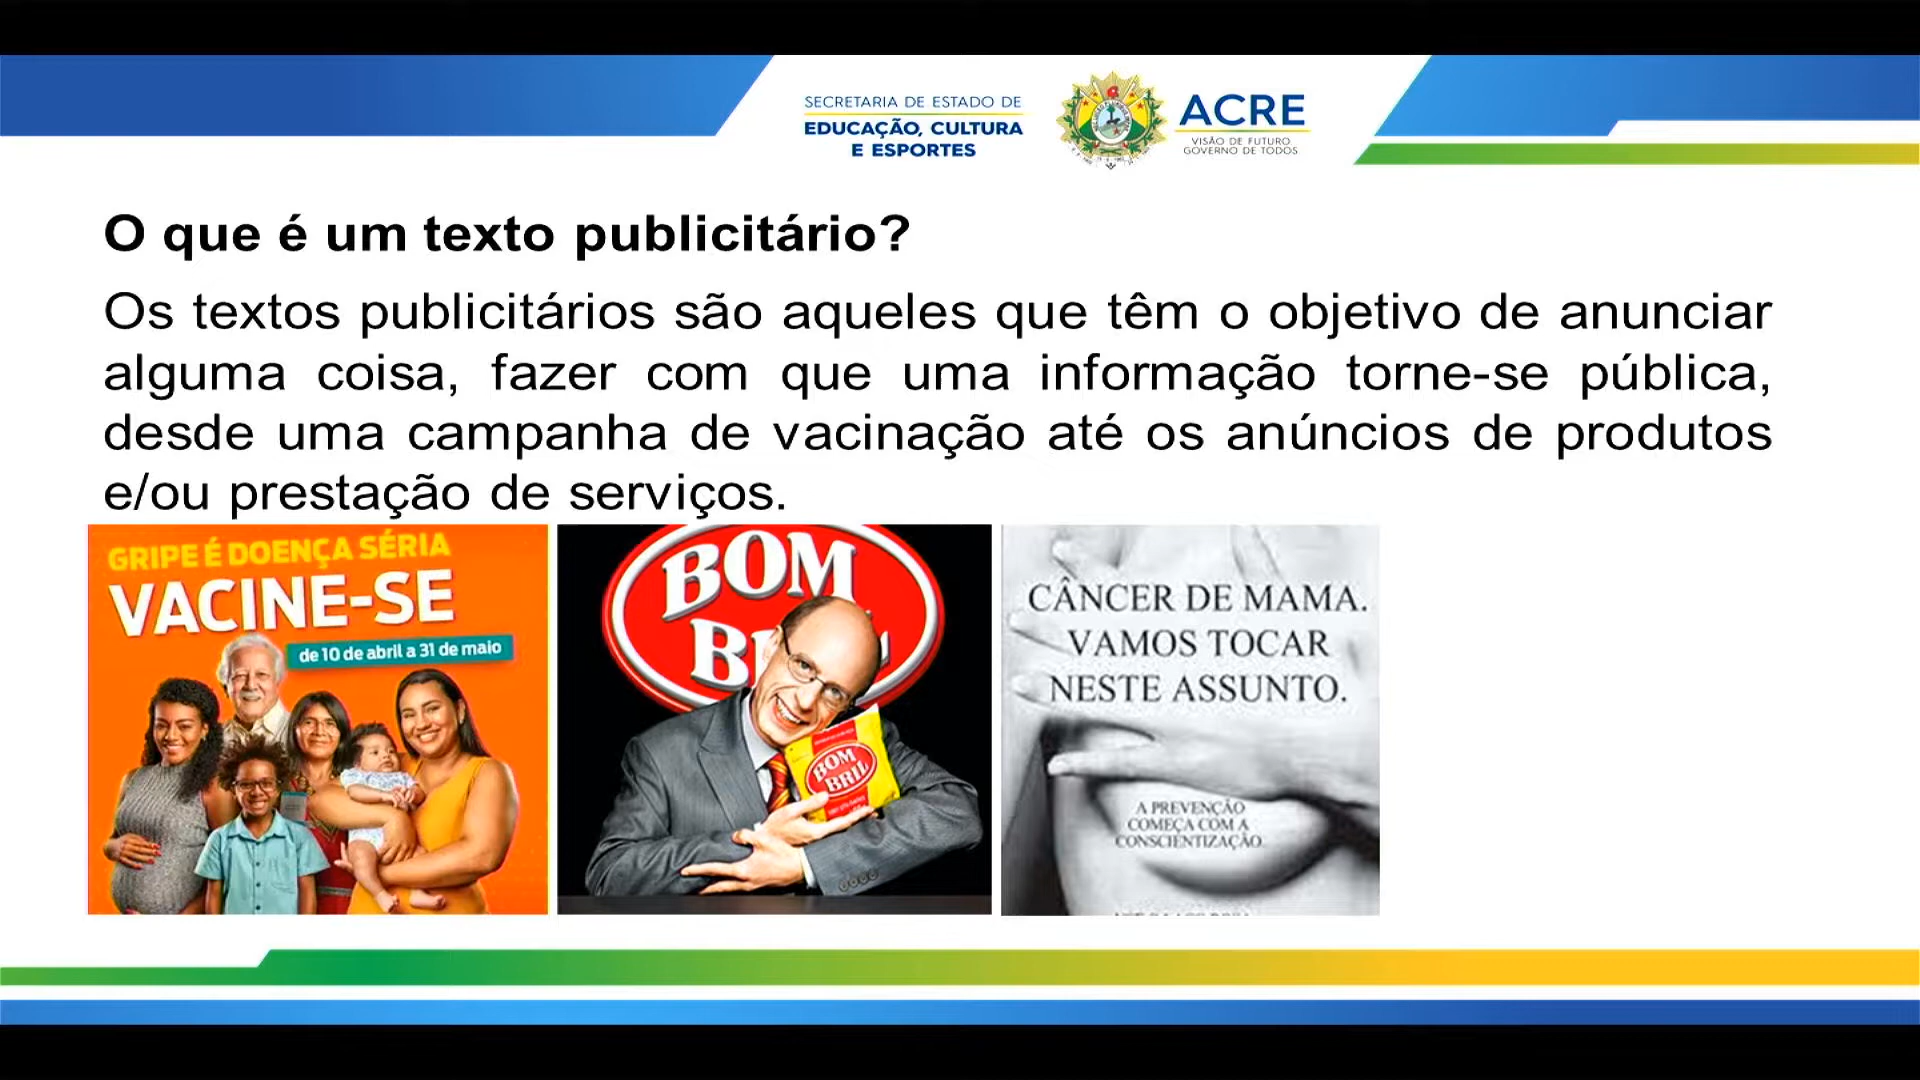 SECRETARIA DE ESTADO DE
EDUCAÇÃO, CULTURA
E ESPORTES
ACRE
VISÃO DE FUTURO
GOVERNO DE TODOS
O que é um texto publicitário?
Os textos publicitários são aqueles que têm o objetivo de anunciar
alguma coisa, fazer com que uma informação torne-se pública,
desde uma campanha de vacinação até os anúncios de produtos
e/ou prestação de serviços.
GRIPE É DOENÇA SÉRIA
VACINE-SE
de 10 de abril a 31 de maio
BOM
BOM
BRIL
CÂNCER DE MAMA.
VAMOS TOCAR
NESTE ASSUNTO.
A PREVENÇÃO
COMEÇA COM A
CONSCIENTIZAÇÃO